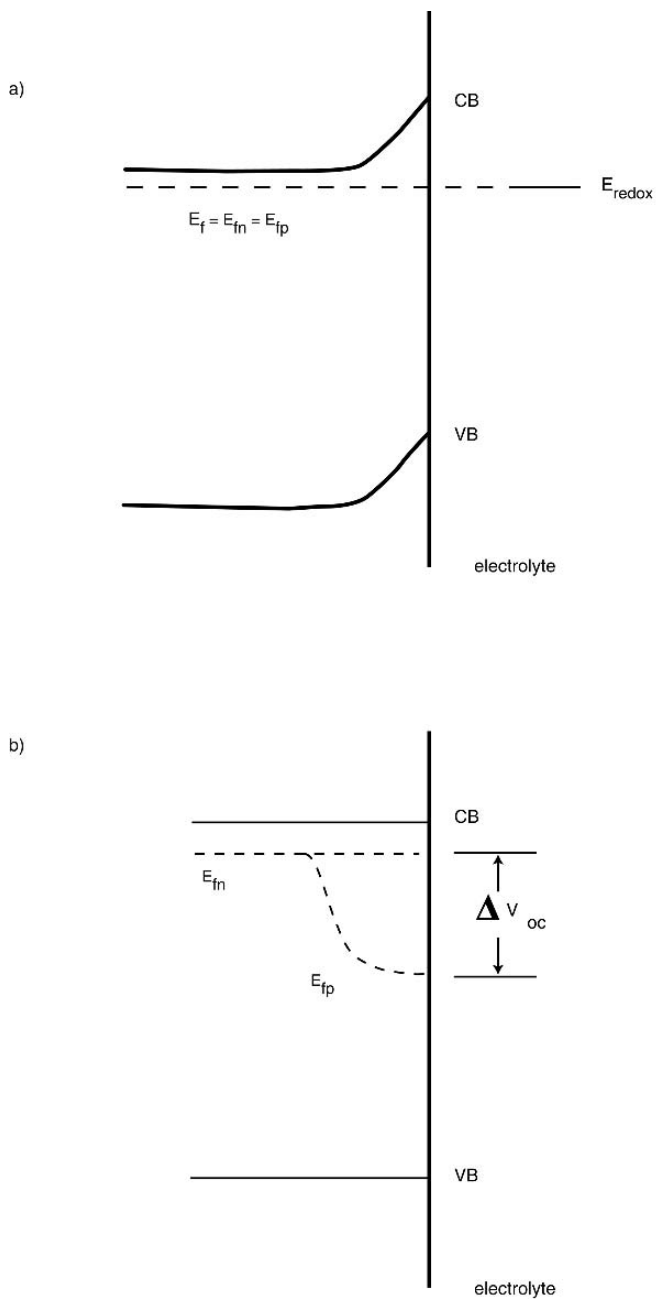 a)
CB
E_redox
E_f = E_fn = E_fp
VB
electrolyte
b)
CB
E_fn
Δ V_oc
E_fp
VB
electrolyte